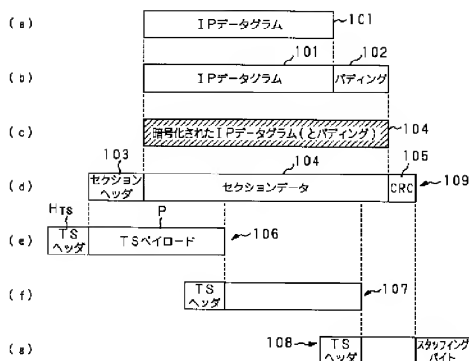 (a) IPデータグラム 101
101 102
(b) IPデータグラム パディング
(c) 暗号化されたIPデータグラム(とパディング) 104
103 104 105
(d) セクションヘッダ セクションデータ CRC 109
HTS P
(e) TSヘッダ TSペイロード 106
(f) TSヘッダ 107
(g) 108 TSヘッダ スタッフィングバイト